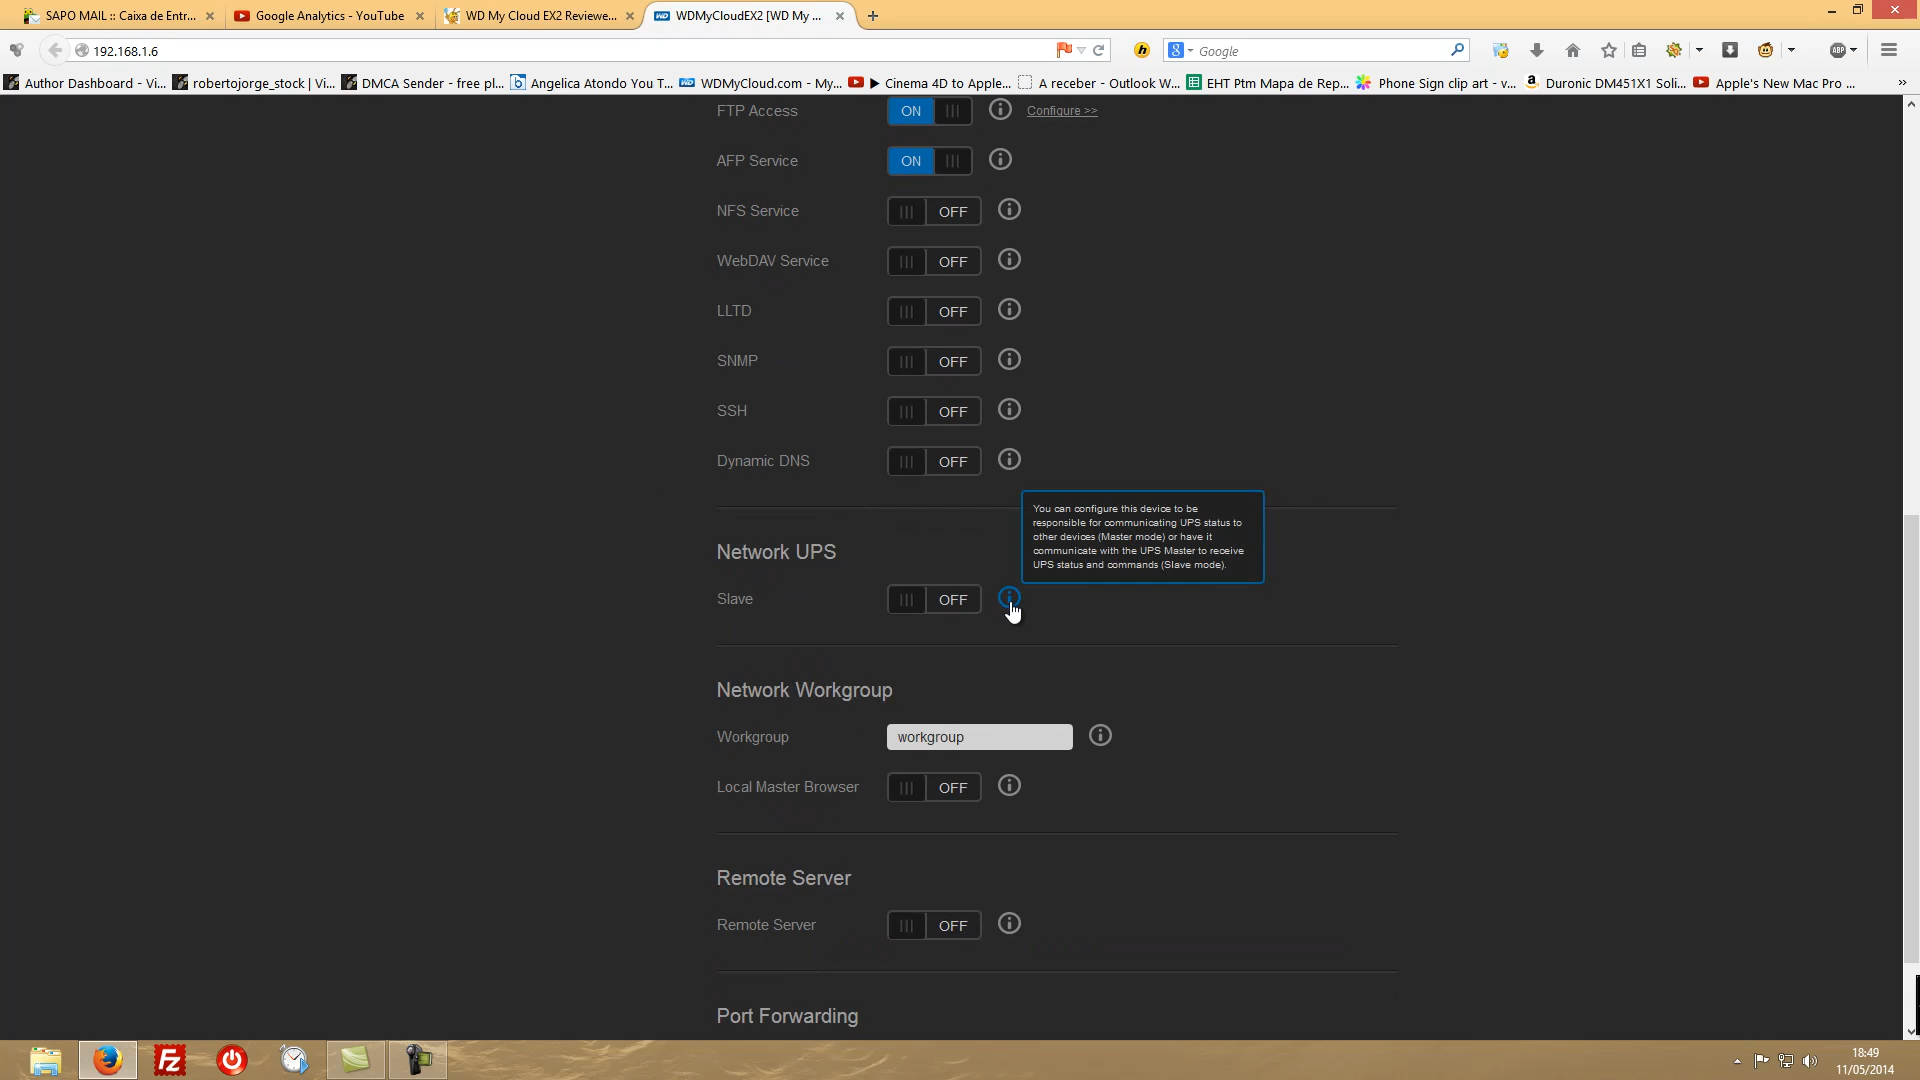 SAPO MAIL :: Caixa de Entr...
Google Analytics - YouTube
WD My Cloud EX2 Reviewe...
WDMyCloudEX2 [WD My ...
192.168.1.6
Google
ABP
Author Dashboard - Vi...
robertojorge_stock | Vi...
DMCA Sender - free pl...
Angelica Atondo You T...
WDMyCloud.com - My...
▶ Cinema 4D to Apple...
A receber - Outlook W...
EHT Ptm Mapa de Rep...
Phone Sign clip art - v...
Duronic DM451X1 Soli...
Apple's New Mac Pro ...
FTP Access ON Configure >>
AFP Service ON
NFS Service OFF
WebDAV Service OFF
LLTD OFF
SNMP OFF
SSH OFF
Dynamic DNS OFF
You can configure this device to be
responsible for communicating UPS status to
other devices (Master mode) or have it
communicate with the UPS Master to receive
UPS status and commands (Slave mode).
Network UPS
Slave OFF
Network Workgroup
Workgroup workgroup
Local Master Browser OFF
Remote Server
Remote Server OFF
Port Forwarding
18:49
11/05/2014